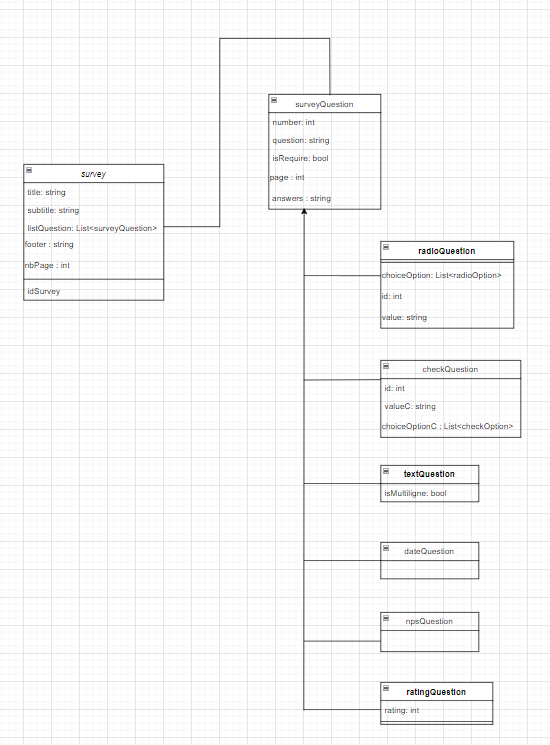 surveyQuestion
number: int
question: string
isRequire: bool
page : int
answers : string
survey
title: string
subtitle: string
listQuestion: List<surveyQuestion>
footer : string
nbPage : int
idSurvey
radioQuestion
choiceOption: List<radioOption>
id: int
value: string
checkQuestion
id: int
valueC: string
choiceOptionC : List<checkOption>
textQuestion
isMultiligne: bool
dateQuestion
npsQuestion
ratingQuestion
rating: int